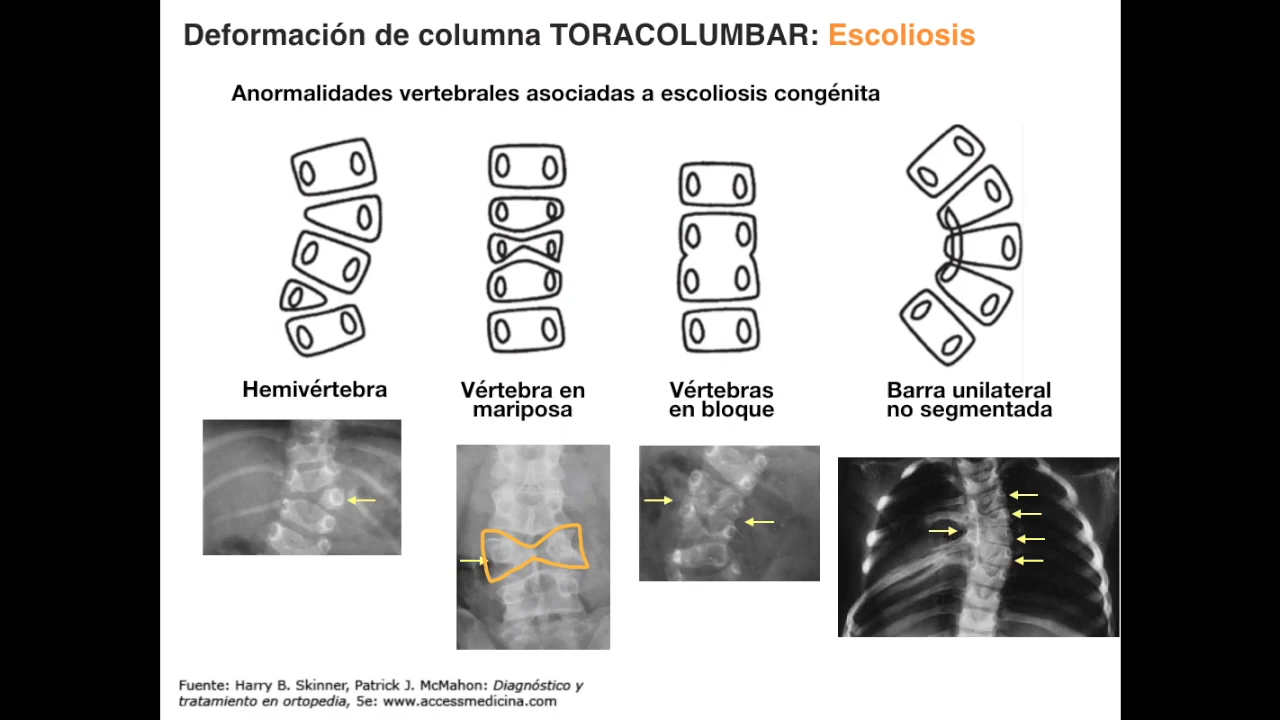 Deformación de columna TORACOLUMBAR: Escoliosis
Anormalidades vertebrales asociadas a escoliosis congénita
Hemivértebra
Vértebra en
mariposa
Vértebras
en bloque
Barra unilateral
no segmentada
Fuente: Harry B. Skinner, Patrick J. McMahon: Diagnóstico y
tratamiento en ortopedia, 5e: www.accessmedicina.com